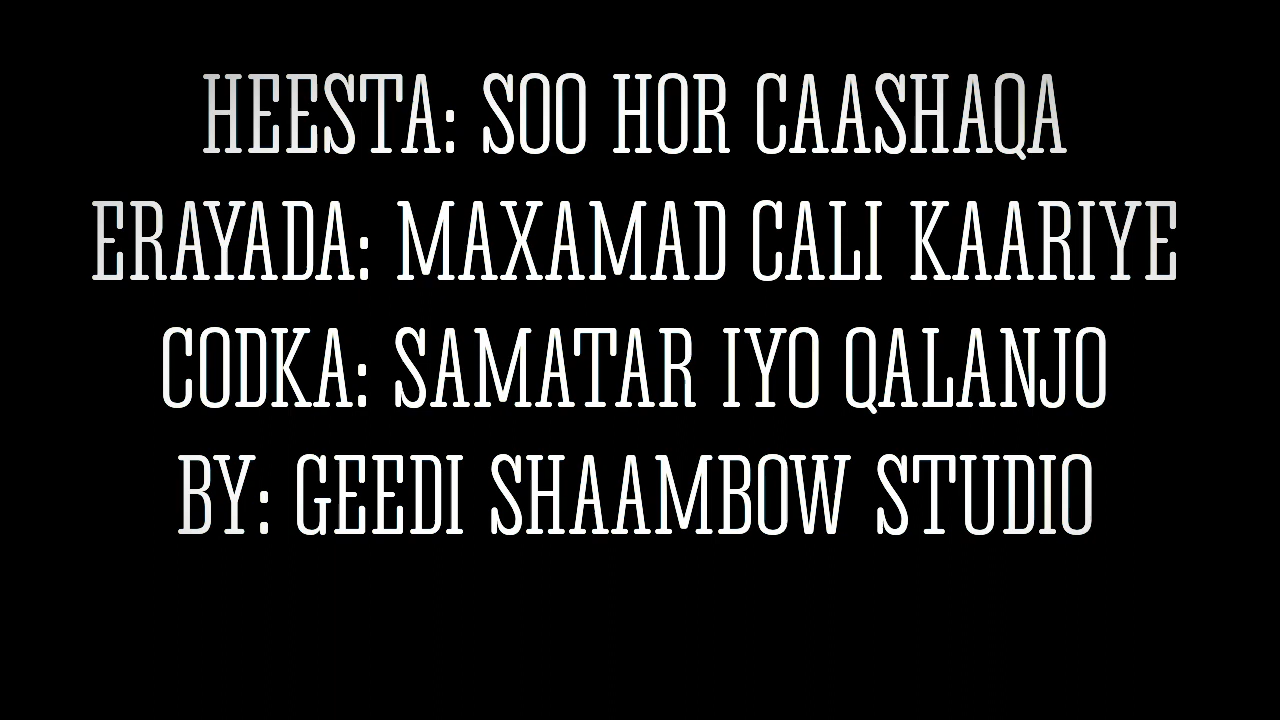 HEESTA: SOO HOR CAASHAQA
ERAYADA: MAXAMAD CALI KAARIYE
CODKA: SAMATAR IYO QALANJO
BY: GEEDI SHAAMBOW STUDIO